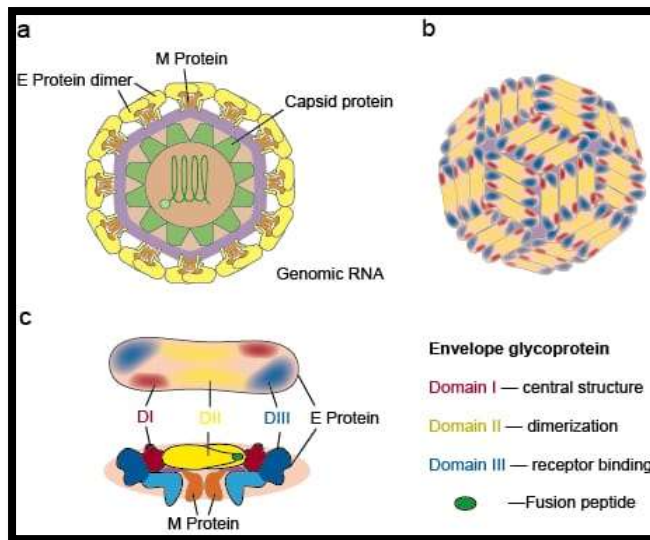 a
b
M Protein
E Protein dimer
Capsid protein
Genomic RNA
c
DI
DII
DIII
E Protein
M Protein
Envelope glycoprotein
Domain I — central structure
Domain II — dimerization
Domain III — receptor binding
—Fusion peptide